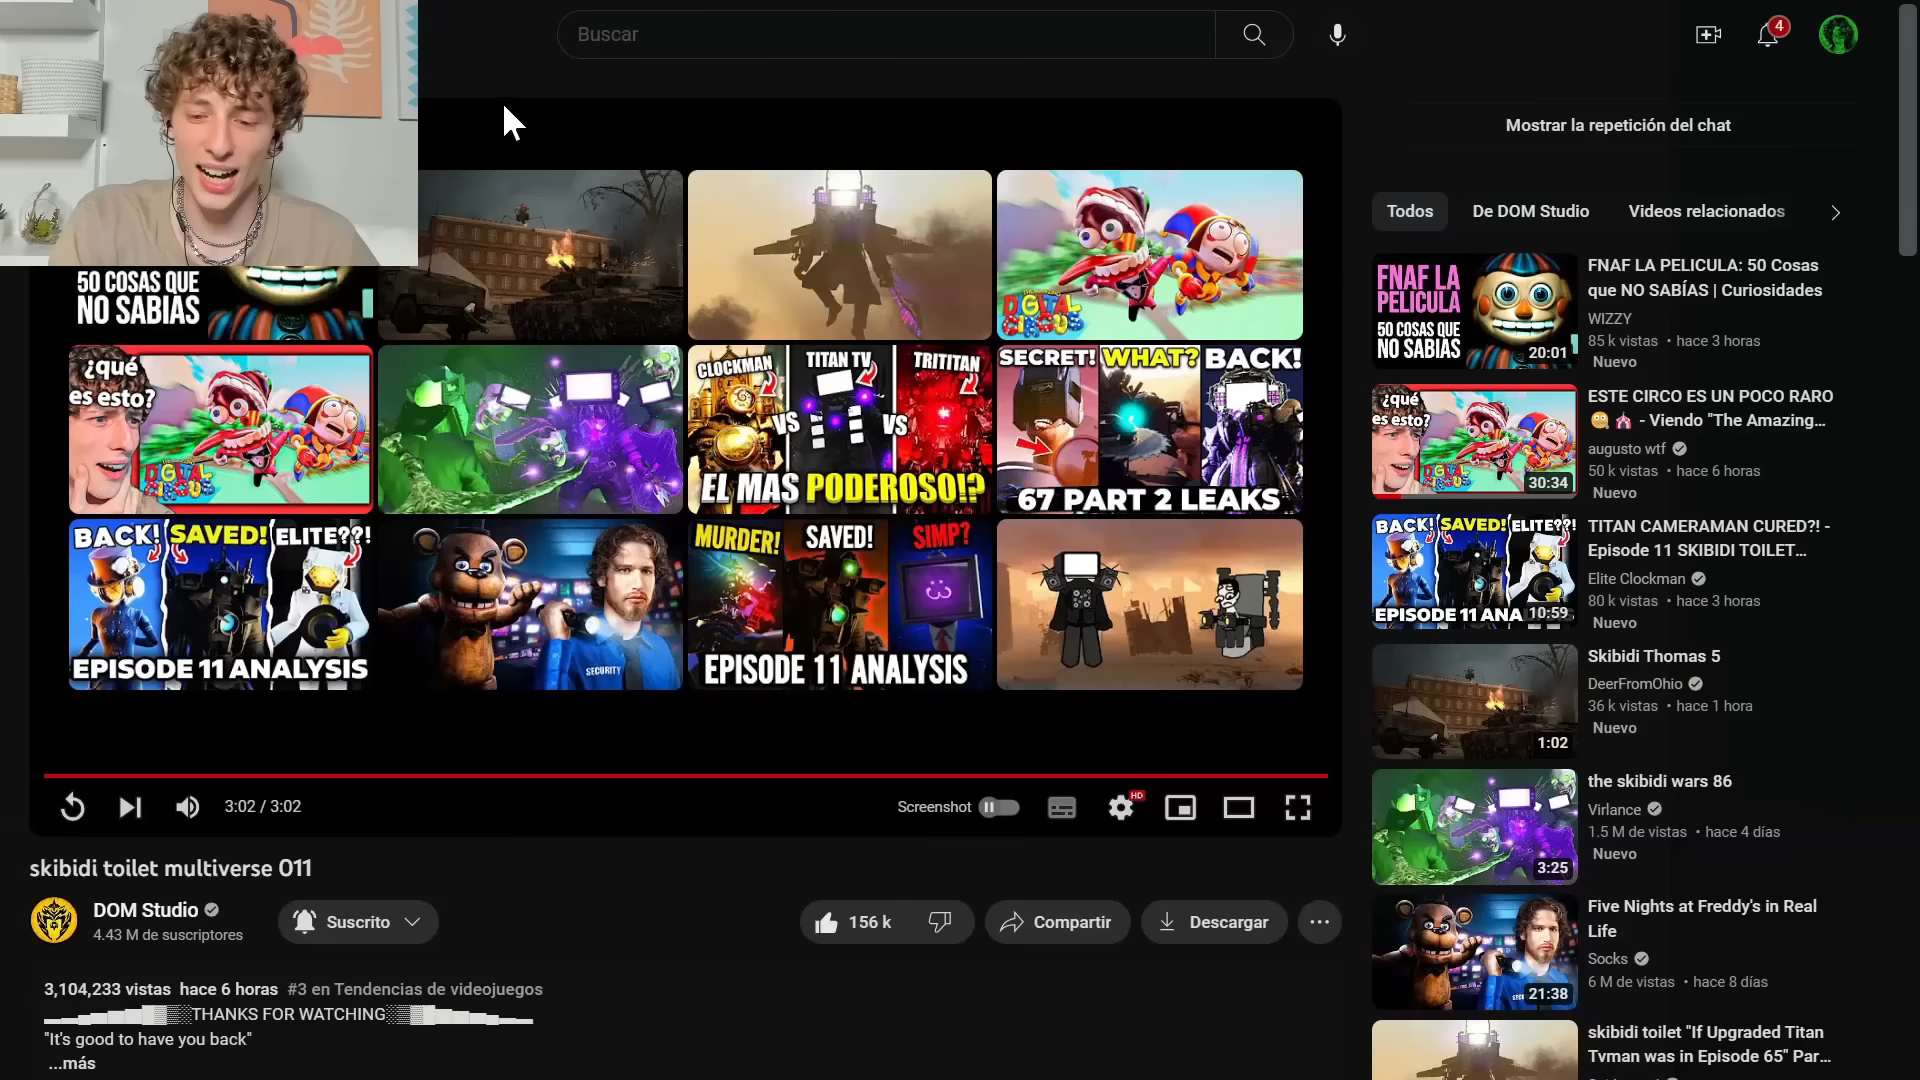 Buscar
4
Mostrar la repetición del chat
Todos
De DOM Studio
Videos relacionados
50 COSAS QUE
NO SABÍAS
DIGITAL
CIRCUS
¿qué
es esto?
DIGITAL
CIRCUS
CLOCKMAN
TITAN TV
TRITITAN
VS
VS
EL MAS PODEROSO!?
SECRET!
WHAT?
BACK!
67 PART 2 LEAKS
BACK!
SAVED!
ELITE??!
EPISODE 11 ANALYSIS
SECURITY
MURDER!
SAVED!
SIMP?
EPISODE 11 ANALYSIS
3:02 / 3:02
Screenshot
HD
skibidi toilet multiverse 011
DOM Studio
4.43 M de suscriptores
Suscrito
156 k
Compartir
Descargar
3,104,233 vistas hace 6 horas #3 en Tendencias de videojuegos
THANKS FOR WATCHING
"It's good to have you back"
...más
FNAF LA
PELICULA
50 COSAS QUE
NO SABÍAS
20:01
FNAF LA PELICULA: 50 Cosas
que NO SABÍAS | Curiosidades
WIZZY
85 k vistas • hace 3 horas
Nuevo
¿qué
es esto?
DIGITAL
CIRCUS
30:34
ESTE CIRCO ES UN POCO RARO
🤪🎪 - Viendo "The Amazing...
augusto wtf
50 k vistas • hace 6 horas
Nuevo
BACK!
SAVED!
ELITE??!
EPISODE 11 ANA
10:59
TITAN CAMERAMAN CURED?! -
Episode 11 SKIBIDI TOILET...
Elite Clockman
80 k vistas • hace 3 horas
Nuevo
1:02
Skibidi Thomas 5
DeerFromOhio
36 k vistas • hace 1 hora
Nuevo
3:25
the skibidi wars 86
Virlance
1.5 M de vistas • hace 4 días
Nuevo
21:38
Five Nights at Freddy's in Real
Life
Socks
6 M de vistas • hace 8 días
skibidi toilet "If Upgraded Titan
Tvman was in Episode 65" Par...